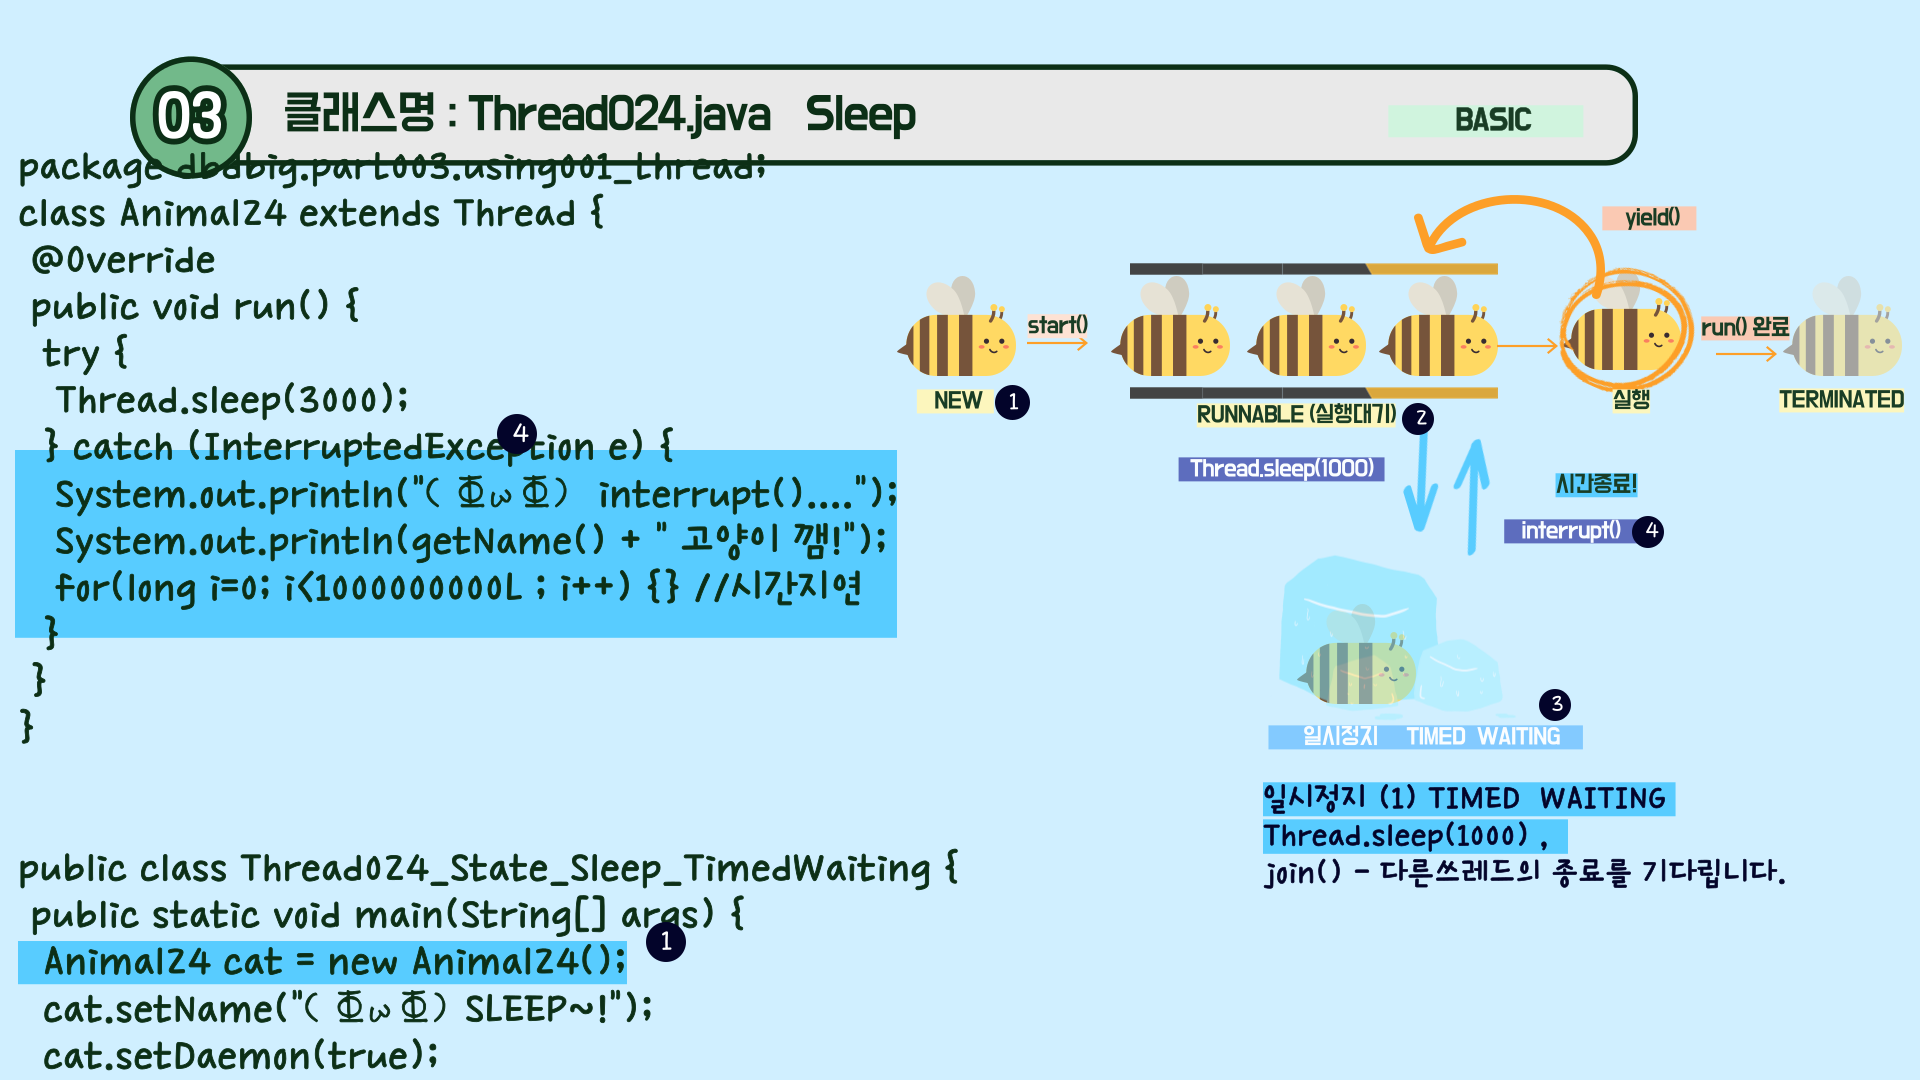 03
클래스명 : Thread024.java Sleep
BASIC
package dbdbig.part003.using001_thread;
class Animal24 extends Thread {
@Override
public void run() {
try {
Thread.sleep(3000);
} catch (InterruptedException e) {
4
System.out.println("( ΦωΦ) interrupt()....");
System.out.println(getName() + " 고양이 깸!");
for(long i=0; i<1000000000L ; i++) {} //시간지연
}
}
}
public class Thread024_State_Sleep_TimedWaiting {
public static void main(String[] args) {
Animal24 cat = new Animal24();
1
cat.setName("( ΦωΦ) SLEEP~!");
cat.setDaemon(true);
yield()
start()
run() 완료
NEW 1
RUNNABLE (실행대기) 2
실행
TERMINATED
Thread.sleep(1000)
시간종료!
interrupt() 4
3
일시정지 TIMED WAITING
일시정지 (1) TIMED WAITING
Thread.sleep(1000) ,
join() - 다른쓰레드의 종료를 기다립니다.